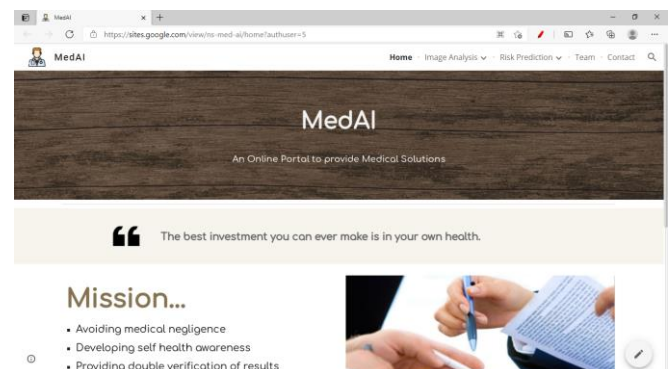 MedAI
https://sites.google.com/view/ns-med-ai/home?authuser=5
MedAI
Home Image Analysis Risk Prediction Team Contact
MedAI
An Online Portal to provide Medical Solutions
The best investment you can ever make is in your own health.
Mission...
Avoiding medical negligence
Developing self health awareness
Providing double verification of results